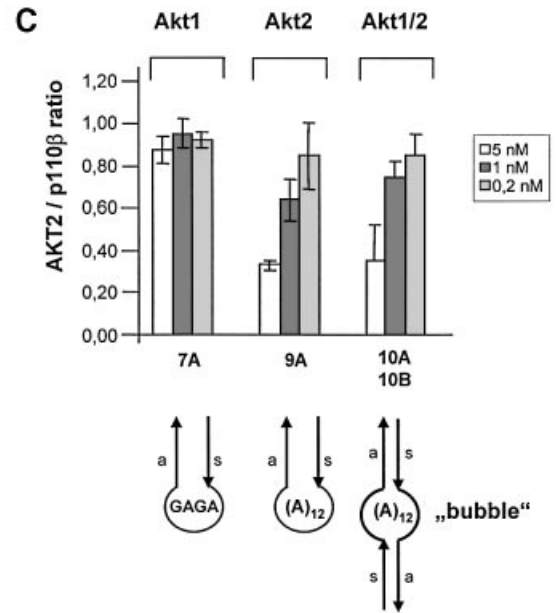 C
Akt1 Akt2 Akt1/2
AKT2 / p110β ratio
1,20
1,00
0,80
0,60
0,40
0,20
0,00
5 nM
1 nM
0,2 nM
7A 9A 10A
10B
a s a s a s
GAGA (A)12 (A)12 „bubble“
s a